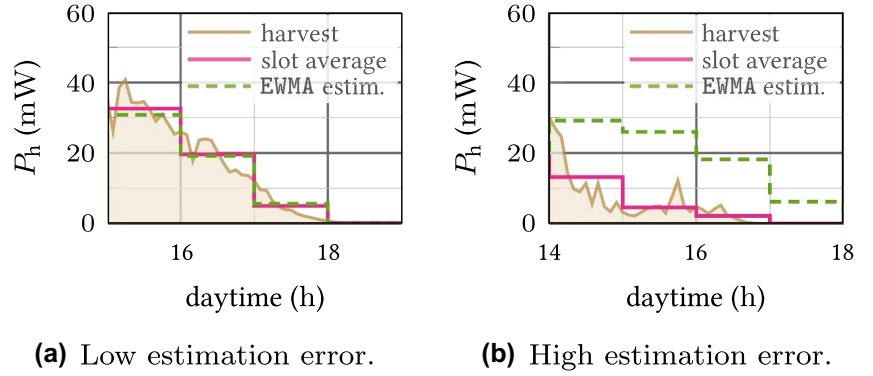 60
40
20
0
P_h (mW)
harvest
slot average
EWMA estim.
16
18
daytime (h)
(a) Low estimation error.
60
40
20
0
P_h (mW)
harvest
slot average
EWMA estim.
14
16
18
daytime (h)
(b) High estimation error.